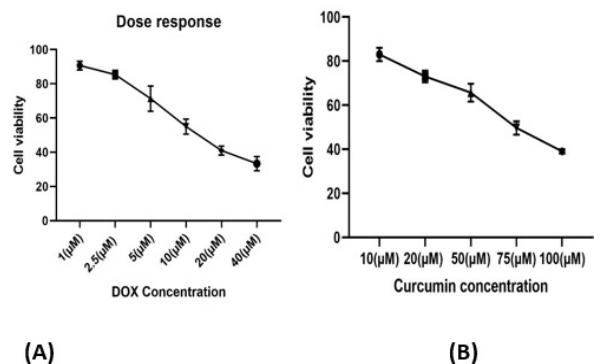 Dose response
Cell viability
100
80
60
40
20
0
1(μM)
2.5(μM)
5(μM)
10(μM)
20(μM)
40(μM)
DOX Concentration
(A)
Cell viability
100
80
60
40
20
0
10(μM) 20(μM) 50(μM) 75(μM) 100(μM)
Curcumin concentration
(B)